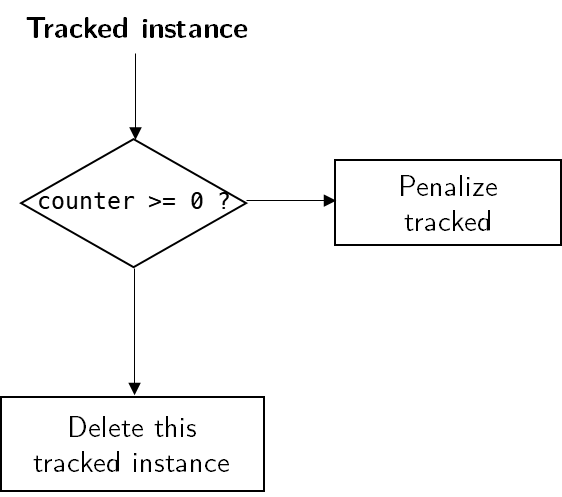 Tracked instance
counter >= 0 ?
Penalize
tracked
Delete this
tracked instance